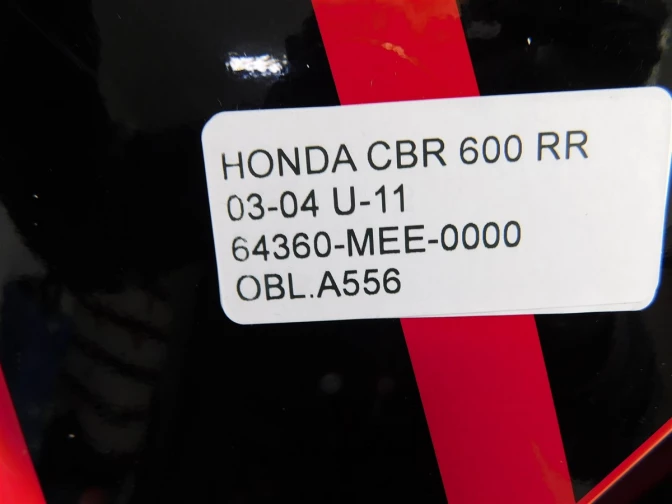 HONDA CBR 600 RR
03-04 U-11
64360-MEE-0000
OBL.A556